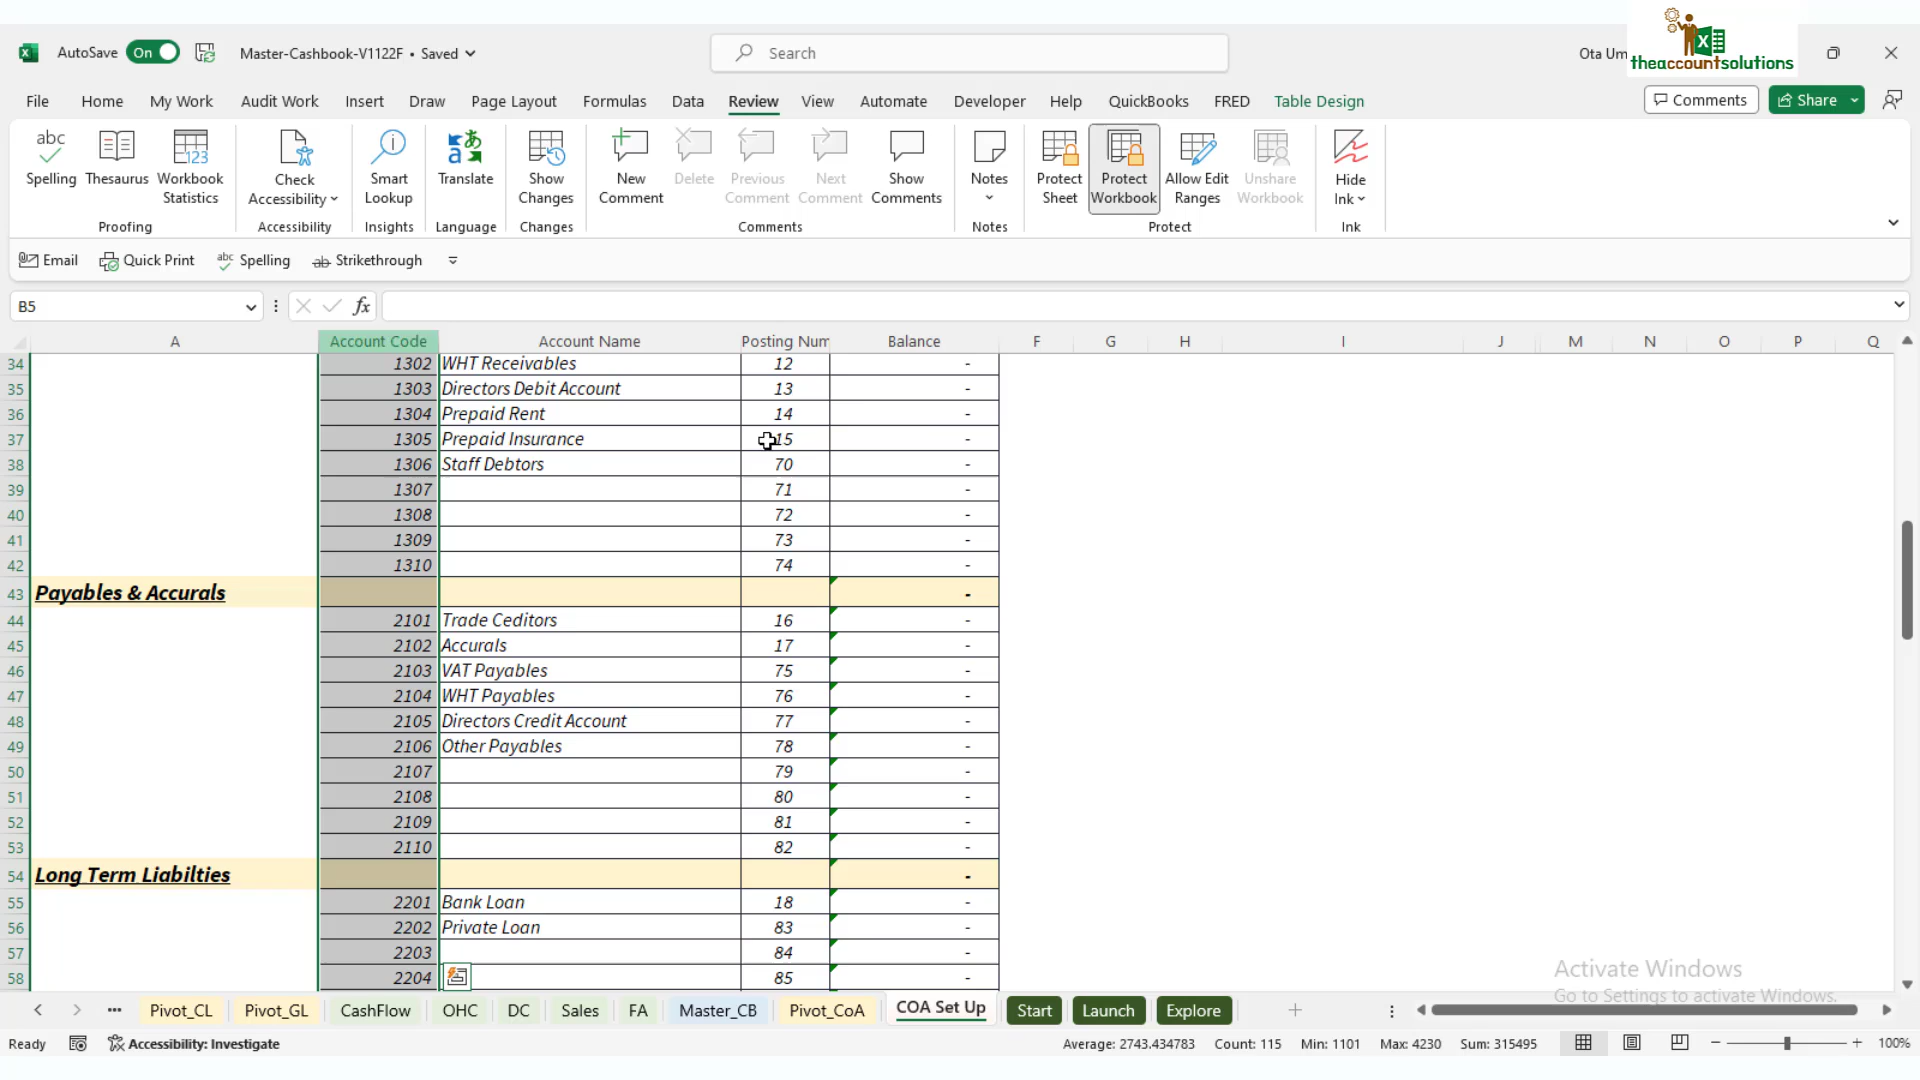 AutoSave On Master-Cashbook-V1122F • Saved Search Ota Um
theaccountsolutions
File Home My Work Audit Work Insert Draw Page Layout Formulas Data Review View Automate Developer Help QuickBooks FRED Table Design Comments Share
abc Spelling Thesaurus 123 Workbook Statistics Check Accessibility Smart Lookup Translate Show Changes New Comment Delete Previous Comment Next Comment Show Comments Notes Protect Sheet Protect Workbook Allow Edit Ranges Unshare Workbook Hide Ink
Proofing Accessibility Insights Language Changes Comments Notes Protect Ink
Email Quick Print abc Spelling ab Strikethrough
B5 fx
A Account Code Account Name Posting Num Balance F G H I J M N O P Q
34 1302 WHT Receivables 12 -
35 1303 Directors Debit Account 13 -
36 1304 Prepaid Rent 14 -
37 1305 Prepaid Insurance 15 -
38 1306 Staff Debtors 70 -
39 1307 71 -
40 1308 72 -
41 1309 73 -
42 1310 74 -
43 Payables & Accurals -
44 2101 Trade Ceditors 16 -
45 2102 Accurals 17 -
46 2103 VAT Payables 75 -
47 2104 WHT Payables 76 -
48 2105 Directors Credit Account 77 -
49 2106 Other Payables 78 -
50 2107 79 -
51 2108 80 -
52 2109 81 -
53 2110 82 -
54 Long Term Liabilties -
55 2201 Bank Loan 18 -
56 2202 Private Loan 83 -
57 2203 84 -
58 2204 85 -
Activate Windows
Go to Settings to activate Windows.
... Pivot_CL Pivot_GL CashFlow OHC DC Sales FA Master_CB Pivot_CoA COA Set Up Start Launch Explore
Ready Accessibility: Investigate Average: 2743.434783 Count: 115 Min: 1101 Max: 4230 Sum: 315495 100%